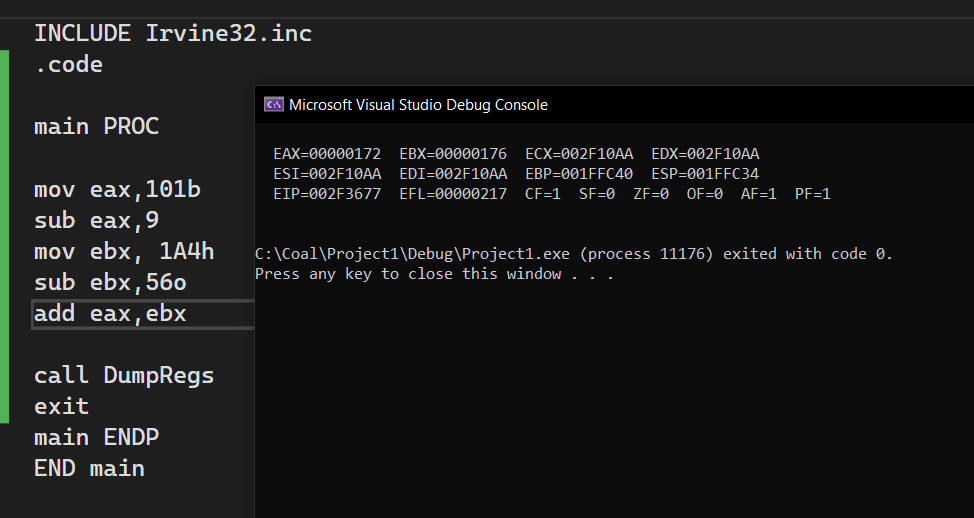 INCLUDE Irvine32.inc
.code
main PROC
mov eax,101b
sub eax,9
mov ebx, 1A4h
sub ebx,56o
add eax,ebx
call DumpRegs
exit
main ENDP
END main
Microsoft Visual Studio Debug Console
EAX=00000172  EBX=00000176  ECX=002F10AA  EDX=002F10AA
ESI=002F10AA  EDI=002F10AA  EBP=001FFC40  ESP=001FFC34
EIP=002F3677  EFL=00000217  CF=1  SF=0  ZF=0  OF=0  AF=1  PF=1
C:\Coal\Project1\Debug\Project1.exe (process 11176) exited with code 0.
Press any key to close this window . . .